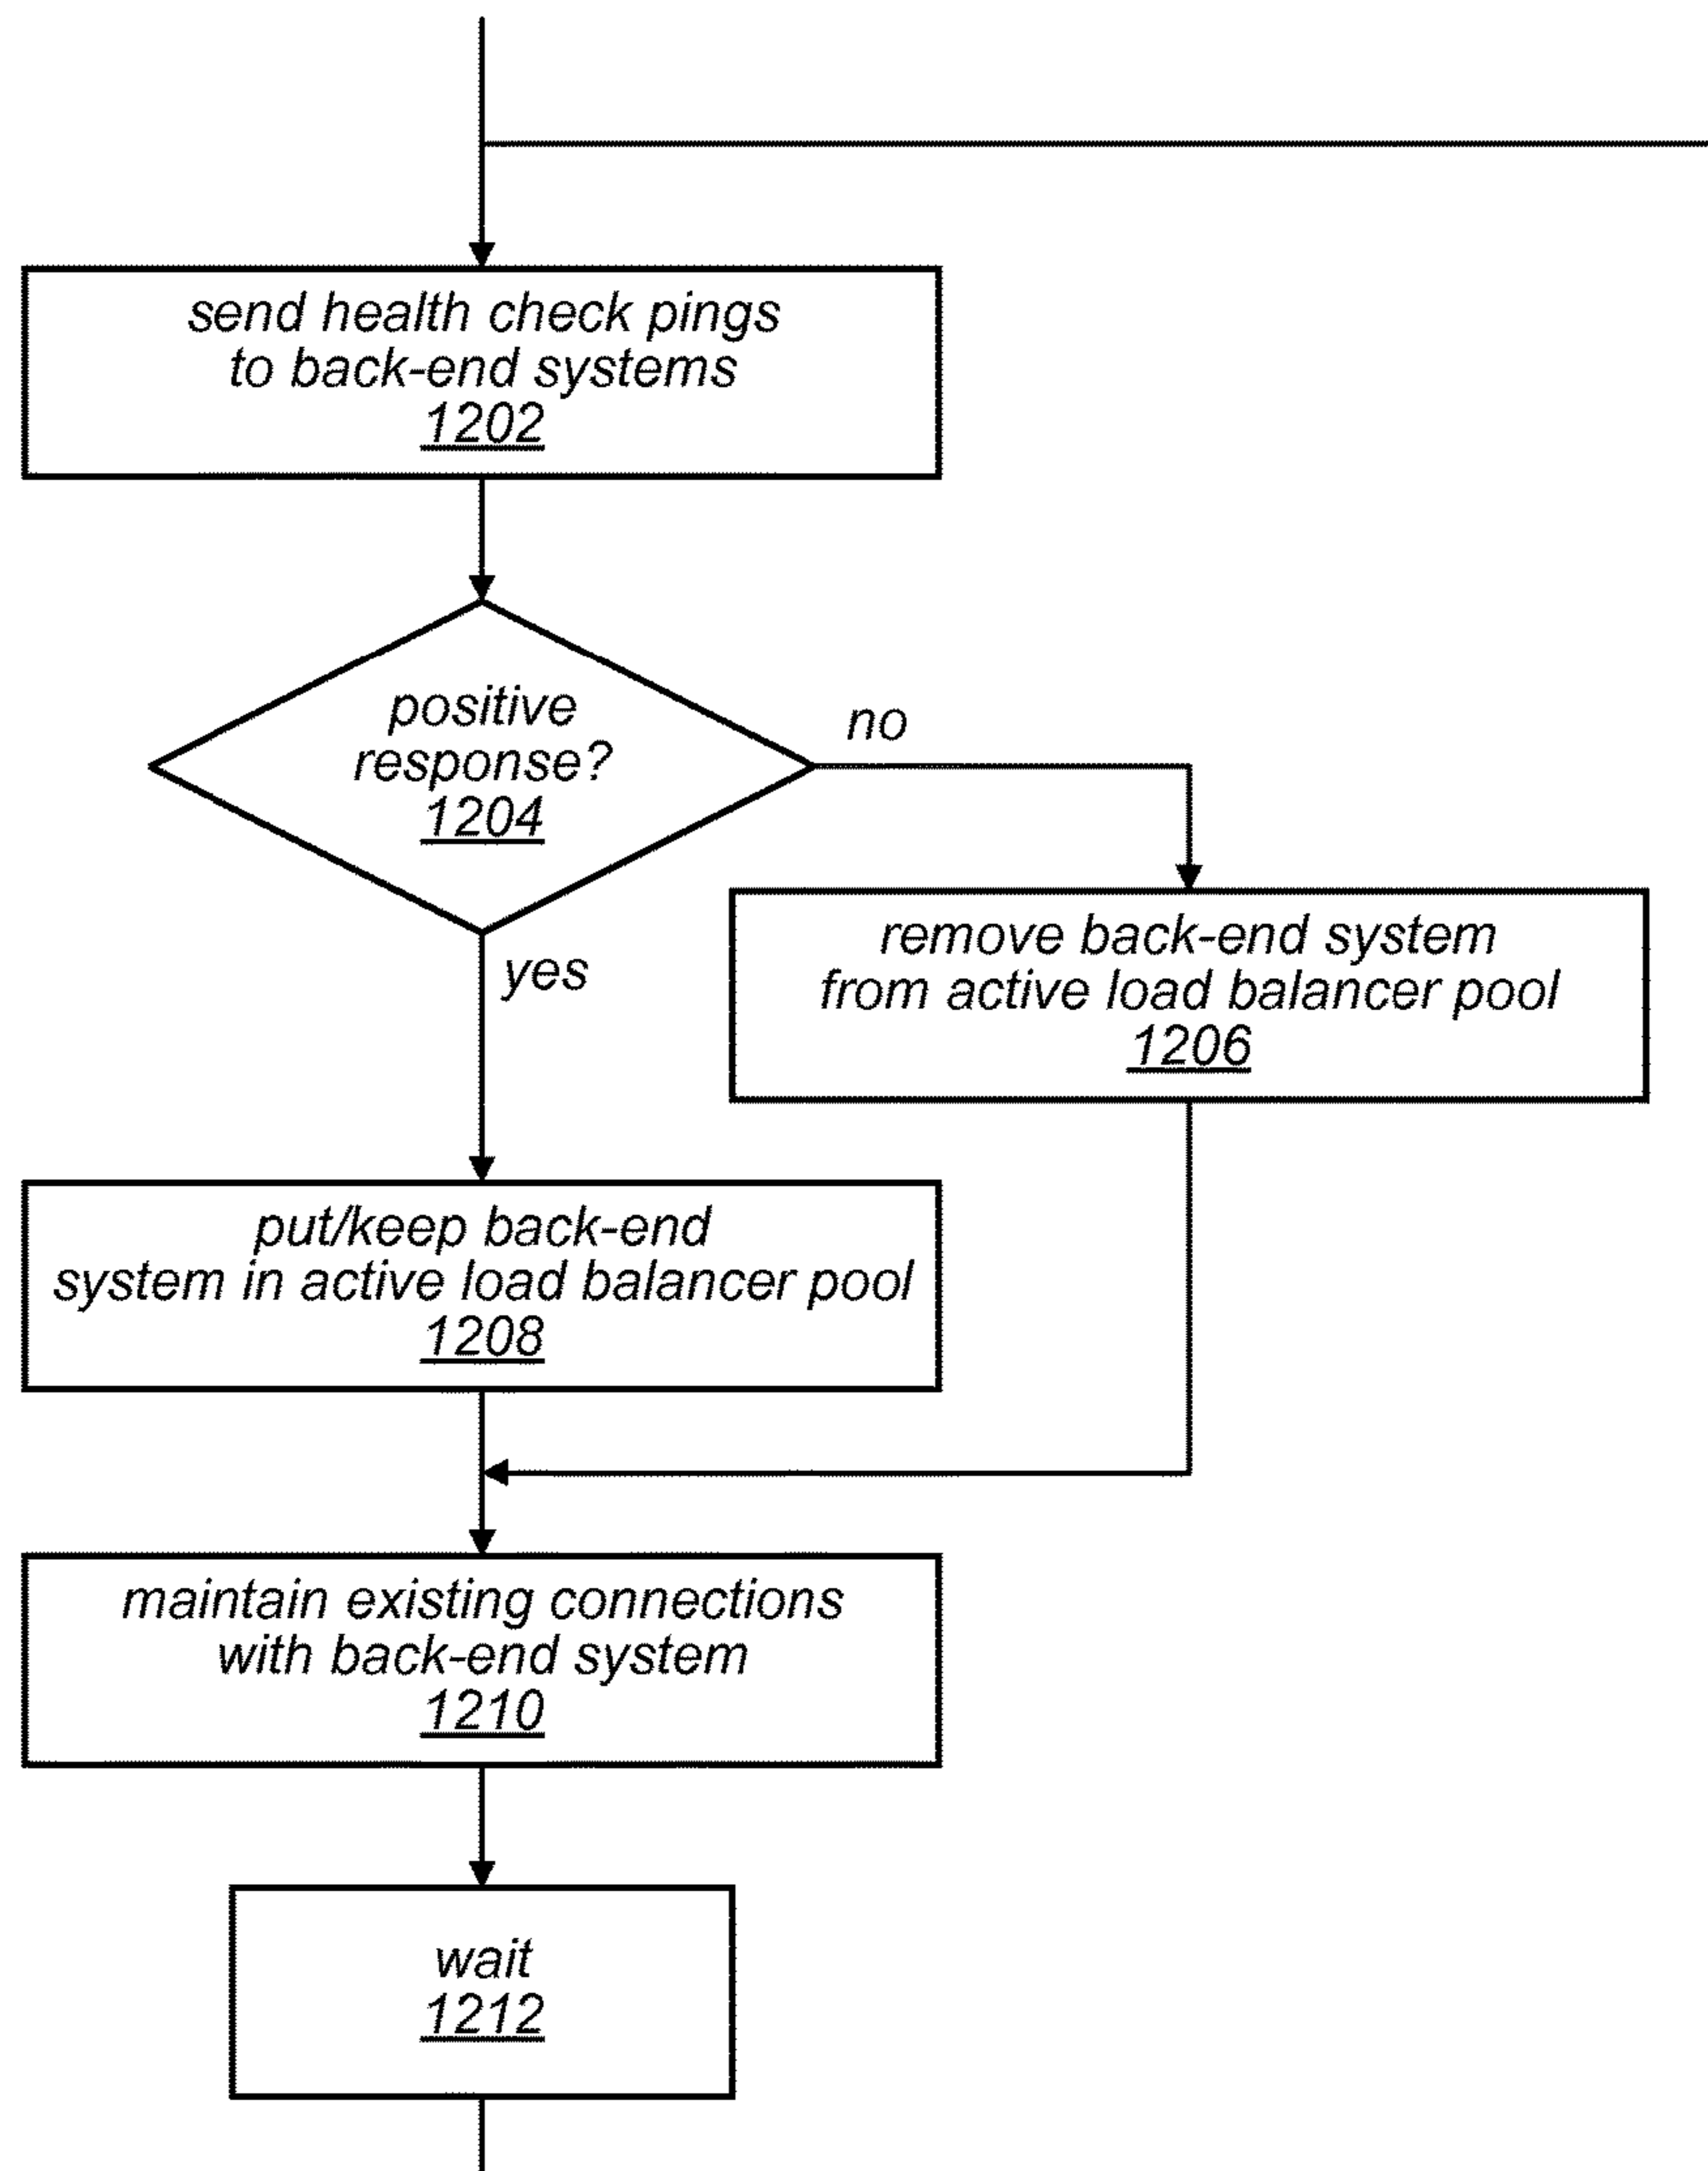 send health check pings
to back-end systems
1202
positive
response?
1204
no
yes
remove back-end system
from active load balancer pool
1206
put/keep back-end
system in active load balancer pool
1208
maintain existing connections
with back-end system
1210
wait
1212